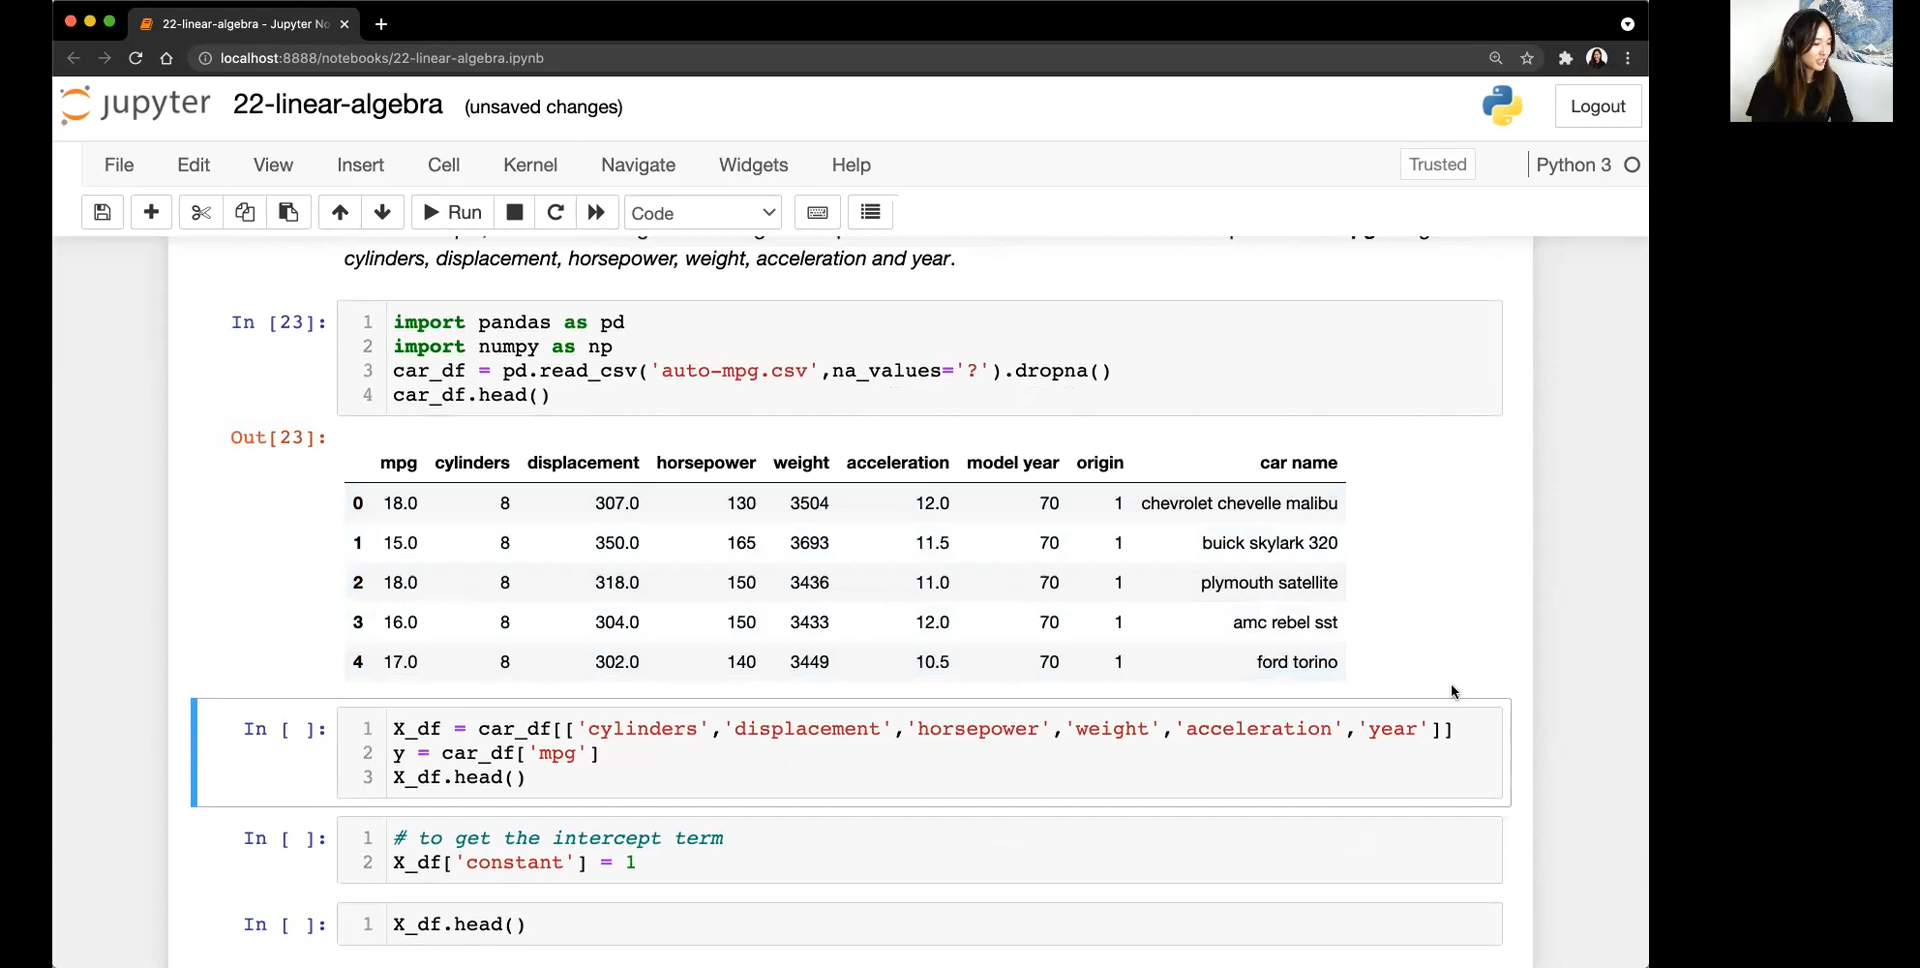 22-linear-algebra - Jupyter No
localhost:8888/notebooks/22-linear-algebra.ipynb
jupyter 22-linear-algebra (unsaved changes) Logout
File Edit View Insert Cell Kernel Navigate Widgets Help Trusted Python 3
Run Code
cylinders, displacement, horsepower, weight, acceleration and year.
In [23]:
1 import pandas as pd
2 import numpy as np
3 car_df = pd.read_csv('auto-mpg.csv',na_values='?').dropna()
4 car_df.head()
Out[23]:
mpg cylinders displacement horsepower weight acceleration model year origin car name
0 18.0 8 307.0 130 3504 12.0 70 1 chevrolet chevelle malibu
1 15.0 8 350.0 165 3693 11.5 70 1 buick skylark 320
2 18.0 8 318.0 150 3436 11.0 70 1 plymouth satellite
3 16.0 8 304.0 150 3433 12.0 70 1 amc rebel sst
4 17.0 8 302.0 140 3449 10.5 70 1 ford torino
In [ ]:
1 X_df = car_df[['cylinders','displacement','horsepower','weight','acceleration','year']]
2 y = car_df['mpg']
3 X_df.head()
In [ ]:
1 # to get the intercept term
2 X_df['constant'] = 1
In [ ]:
1 X_df.head()